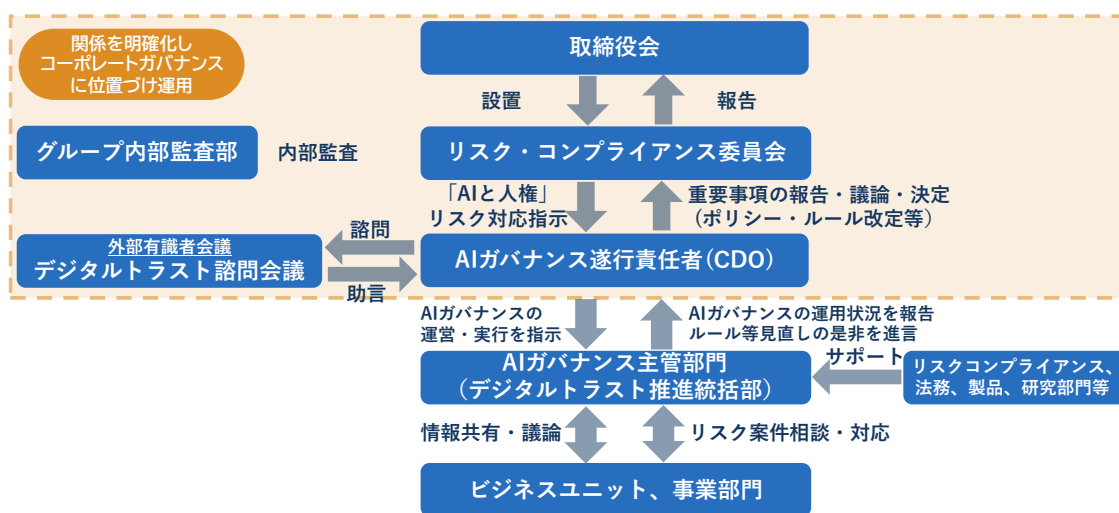 関係を明確化し
コーポレートガバナンス
に位置づけ運用
取締役会
設置
報告
グループ内部監査部
内部監査
リスク・コンプライアンス委員会
「AIと人権」
リスク対応指示
重要事項の報告・議論・決定
（ポリシー・ルール改定等）
諮問
外部有識者会議
デジタルトラスト諮問会議
助言
AIガバナンス遂行責任者(CDO)
AIガバナンスの
運営・実行を指示
AIガバナンスの運用状況を報告
ルール等見直しの是非を進言
AIガバナンス主管部門
（デジタルトラスト推進統括部）
サポート
リスクコンプライアンス、
法務、製品、研究部門等
情報共有・議論
リスク案件相談・対応
ビジネスユニット、事業部門